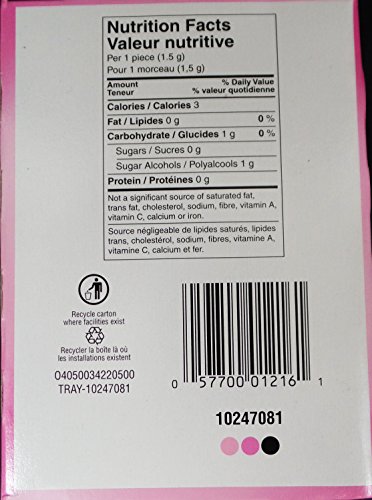 Nutrition Facts
Valeur nutritive
Per 1 piece (1.5 g)
Pour 1 morceau (1,5 g)
Amount % Daily Value
Teneur % valeur quotidienne
Calories / Calories 3
Fat / Lipides 0 g 0 %
Carbohydrate / Glucides 1 g 0 %
Sugars / Sucres 0 g
Sugar Alcohols / Polyalcools 1 g
Protein / Protéines 0 g
Not a significant source of saturated fat,
trans fat, cholesterol, sodium, fibre, vitamin A,
vitamin C, calcium or iron.
Source négligeable de lipides saturés, lipides
trans, cholestérol, sodium, fibres, vitamine A,
vitamine C, calcium et fer.
Recycle carton
where facilities exist
Recycler la boîte là où
les installations existent
O4050034220500
TRAY-10247081
0 57700 01216 1
10247081